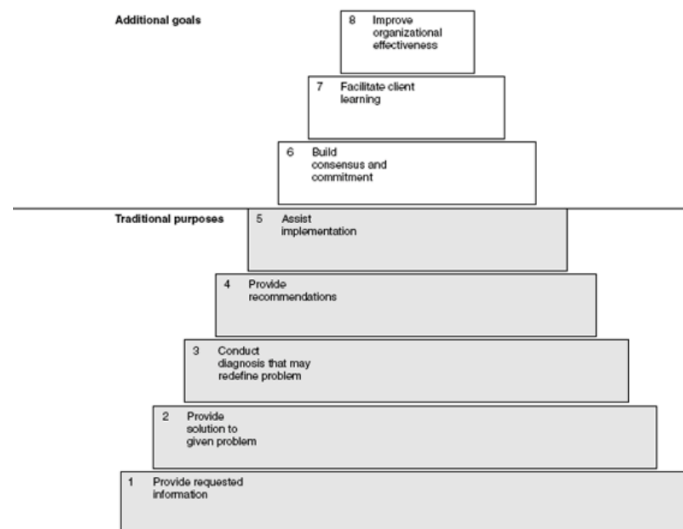 Additional goals
8 Improve
organizational
effectiveness
7 Facilitate client
learning
6 Build
consensus and
commitment
Traditional purposes
5 Assist
implementation
4 Provide
recommendations
3 Conduct
diagnosis that may
redefine problem
2 Provide
solution to
given problem
1 Provide requested
information